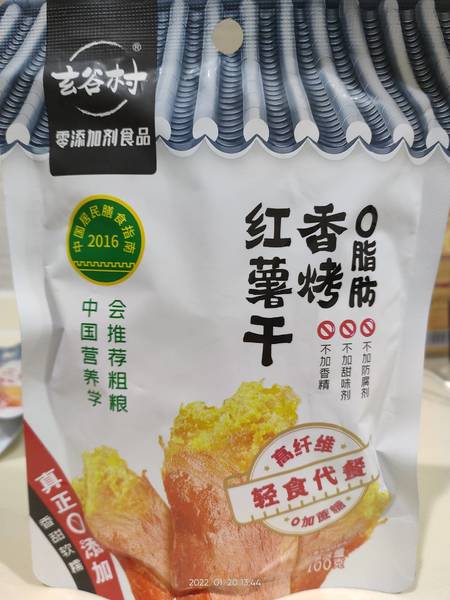 玄谷村
®
零添加剂食品
中国居民膳食指南
2016
中国营养学
会推荐粗粮
0脂肪
香烤
红薯干
不加防腐剂
不加甜味剂
不加香精
高纤维
轻食代餐
0加蔗糖
真正0添加
香甜软糯
100克
2022.01.20 13:44